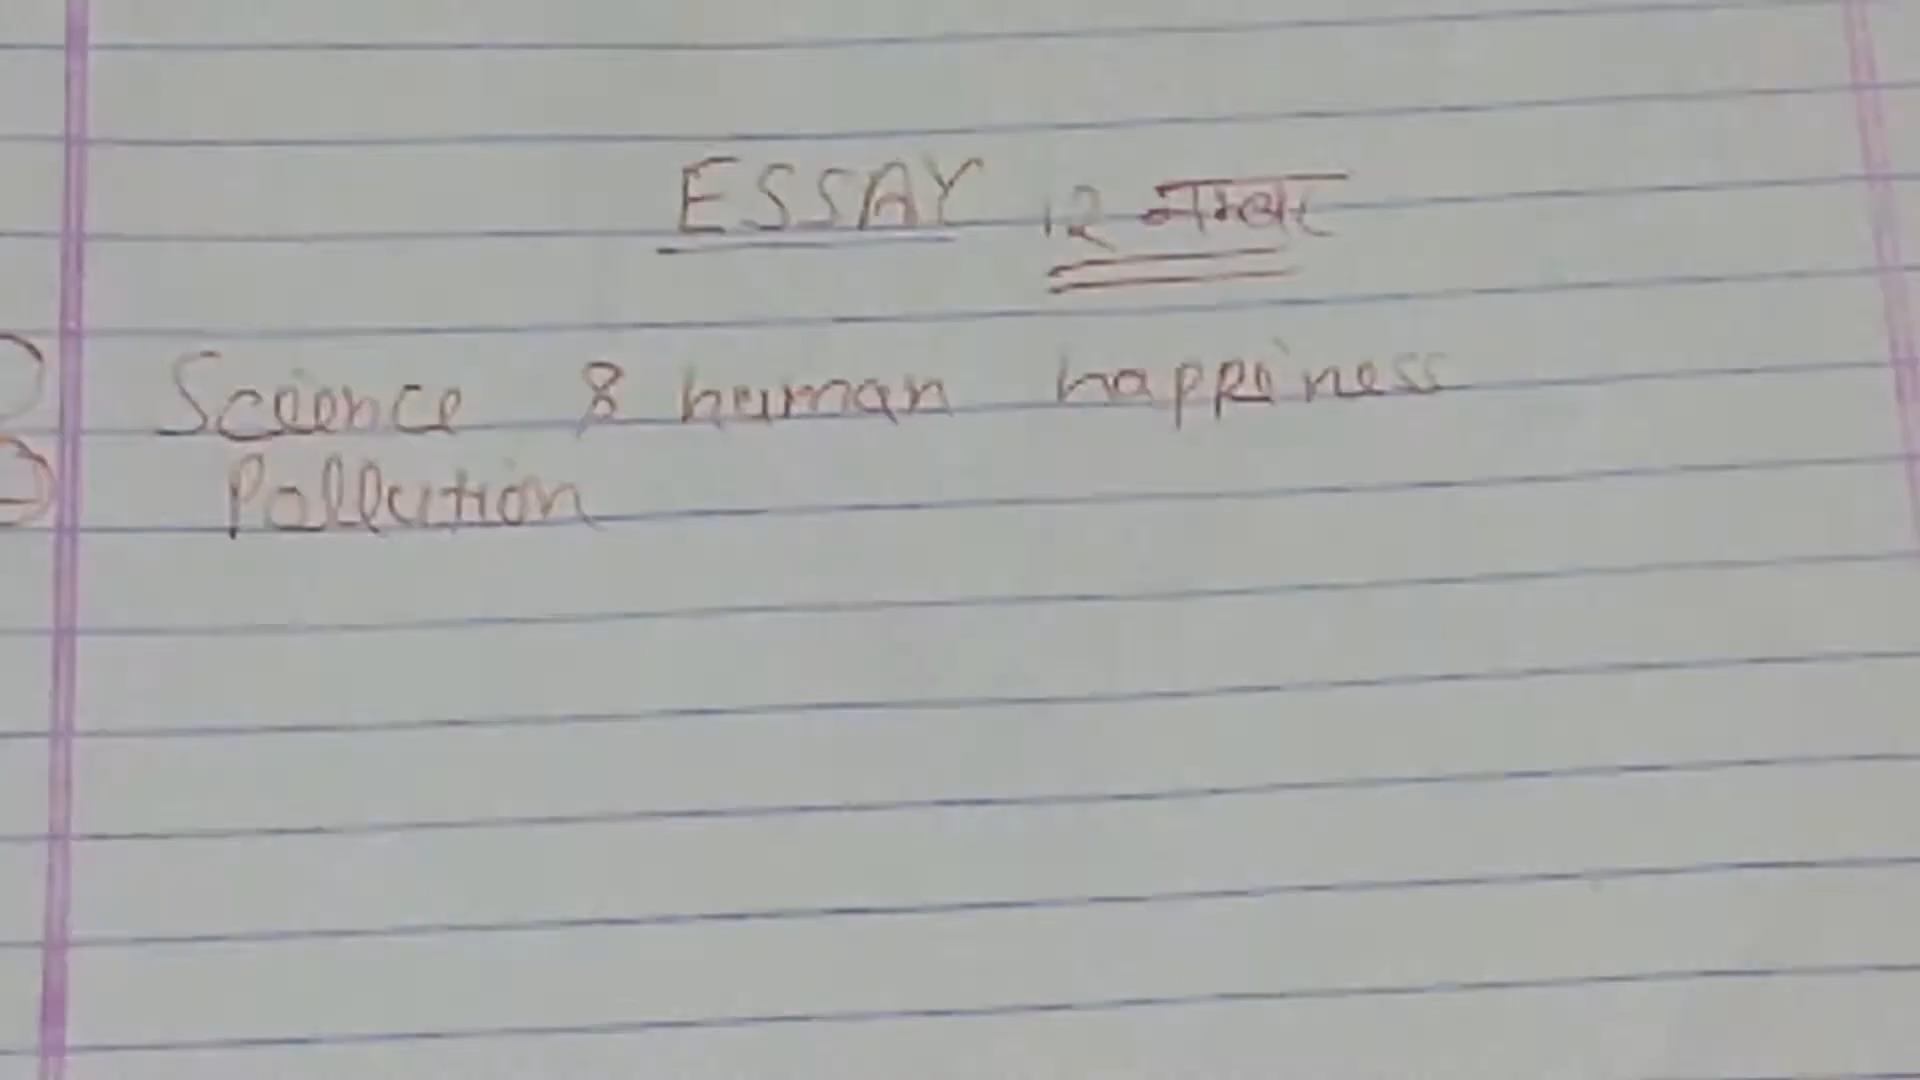 ESSAY 12 नम्बर
Science & human happiness
Pollution